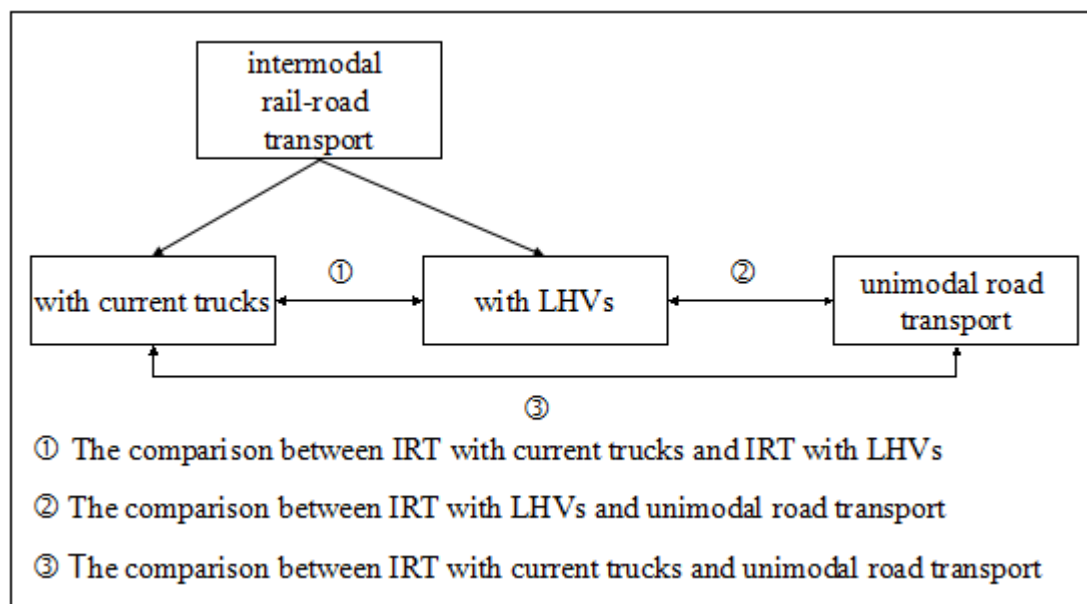 intermodal
rail-road
transport
①
②
with current trucks
with LHVs
unimodal road
transport
③
① The comparison between IRT with current trucks and IRT with LHVs
② The comparison between IRT with LHVs and unimodal road transport
③ The comparison between IRT with current trucks and unimodal road transport